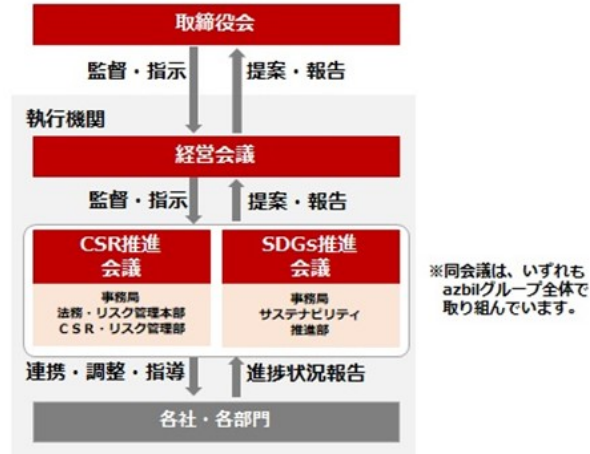 取締役会
監督・指示
提案・報告
執行機関
経営会議
監督・指示
提案・報告
CSR推進
会議
事務局
法務・リスク管理本部
CSR・リスク管理部
SDGs推進
会議
事務局
サステナビリティ
推進部
※同会議は、いずれも
azbilグループ全体で
取り組んでいます。
連携・調整・指導
進捗状況報告
各社・各部門